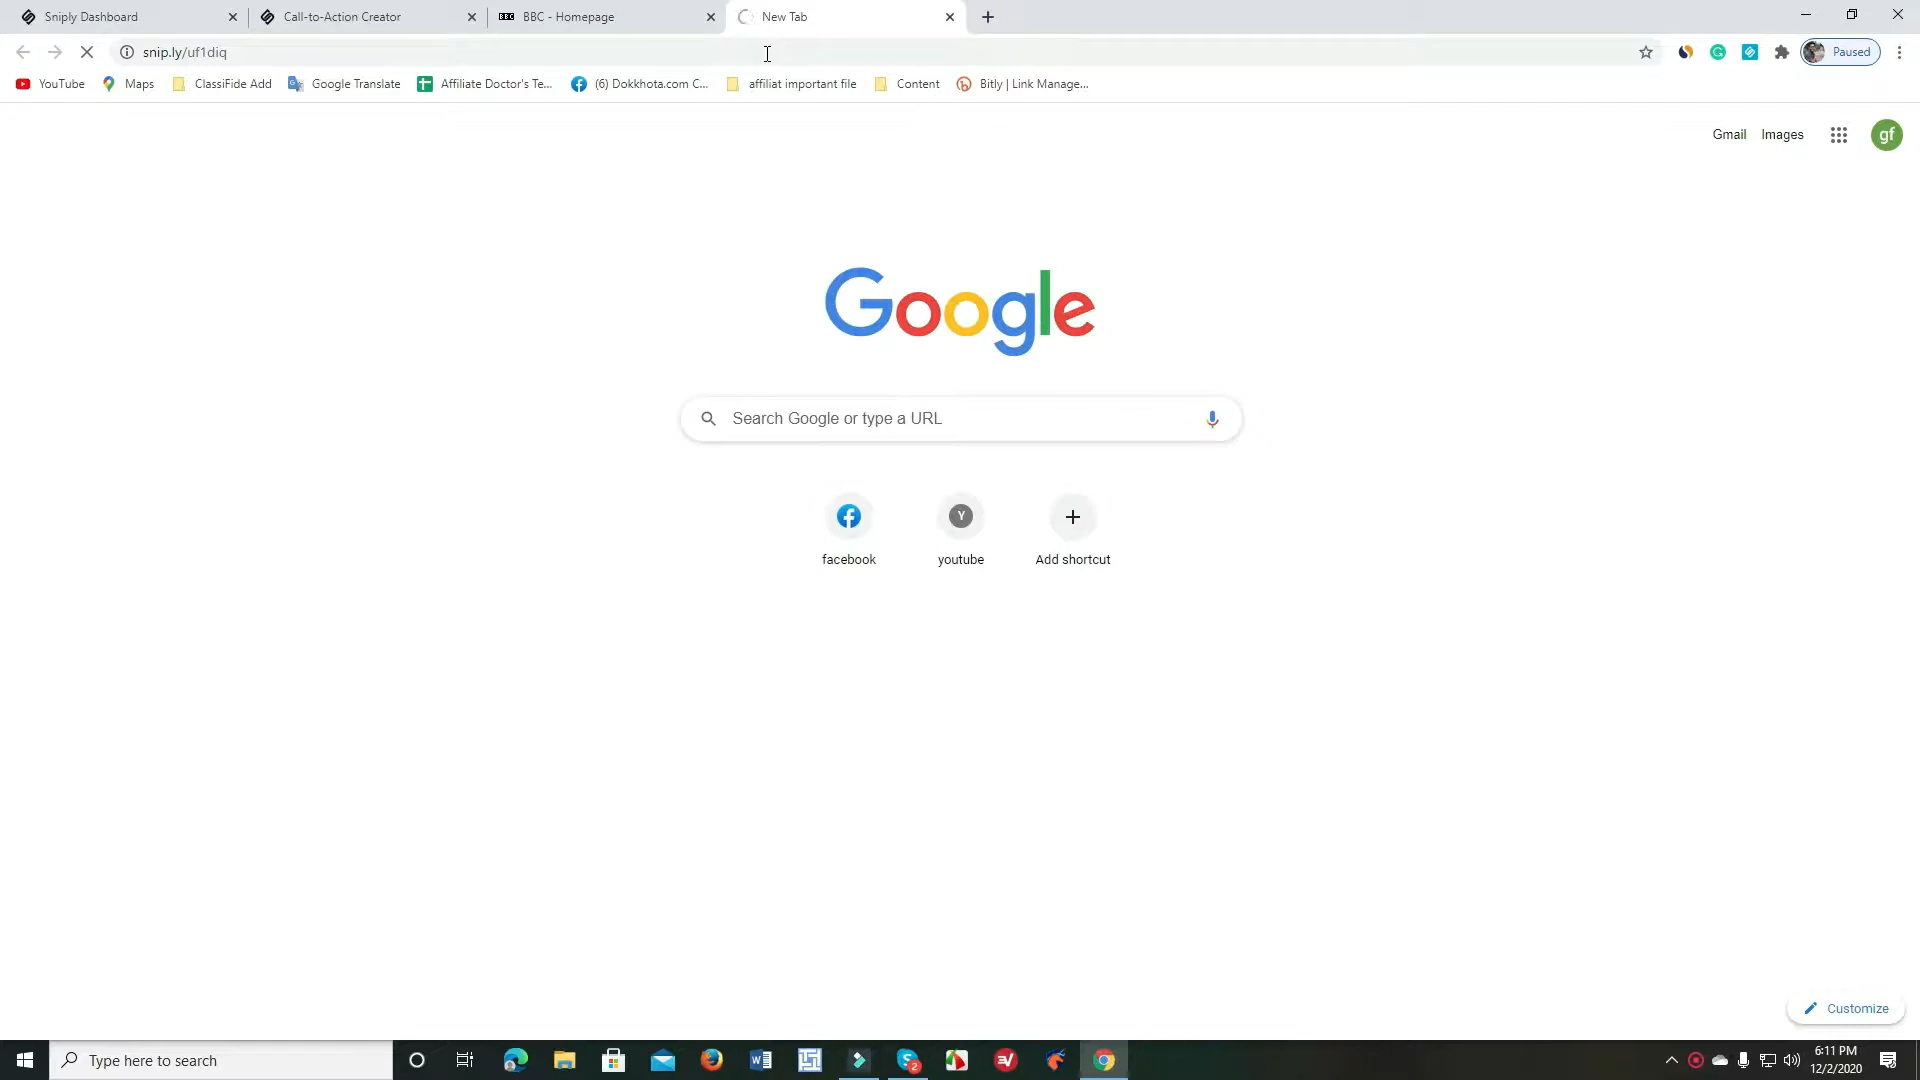 Sniply Dashboard
Call-to-Action Creator
BBC BBC - Homepage
New Tab
snip.ly/uf1diq
Paused
YouTube
Maps
ClassiFide Add
Google Translate
Affiliate Doctor's Te...
(6) Dokkhota.com C...
affiliat important file
Content
Bitly | Link Manage...
Gmail
Images
gf
Google
Search Google or type a URL
Y
facebook
youtube
Add shortcut
Customize
Type here to search
2
6:11 PM
12/2/2020